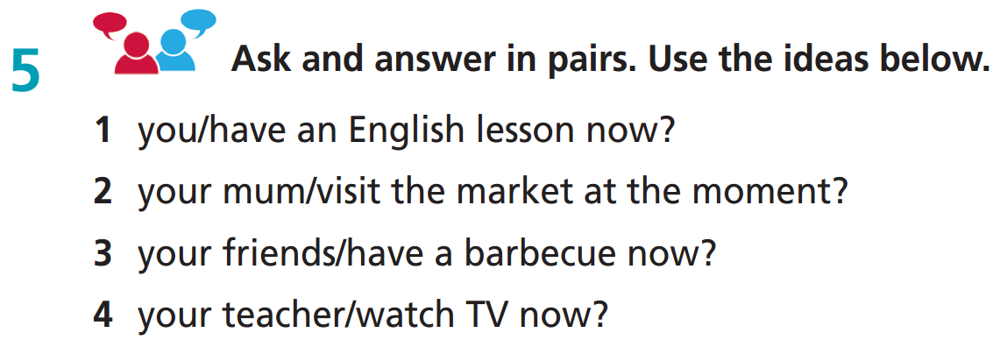 5 Ask and answer in pairs. Use the ideas below.
1 you/have an English lesson now?
2 your mum/visit the market at the moment?
3 your friends/have a barbecue now?
4 your teacher/watch TV now?